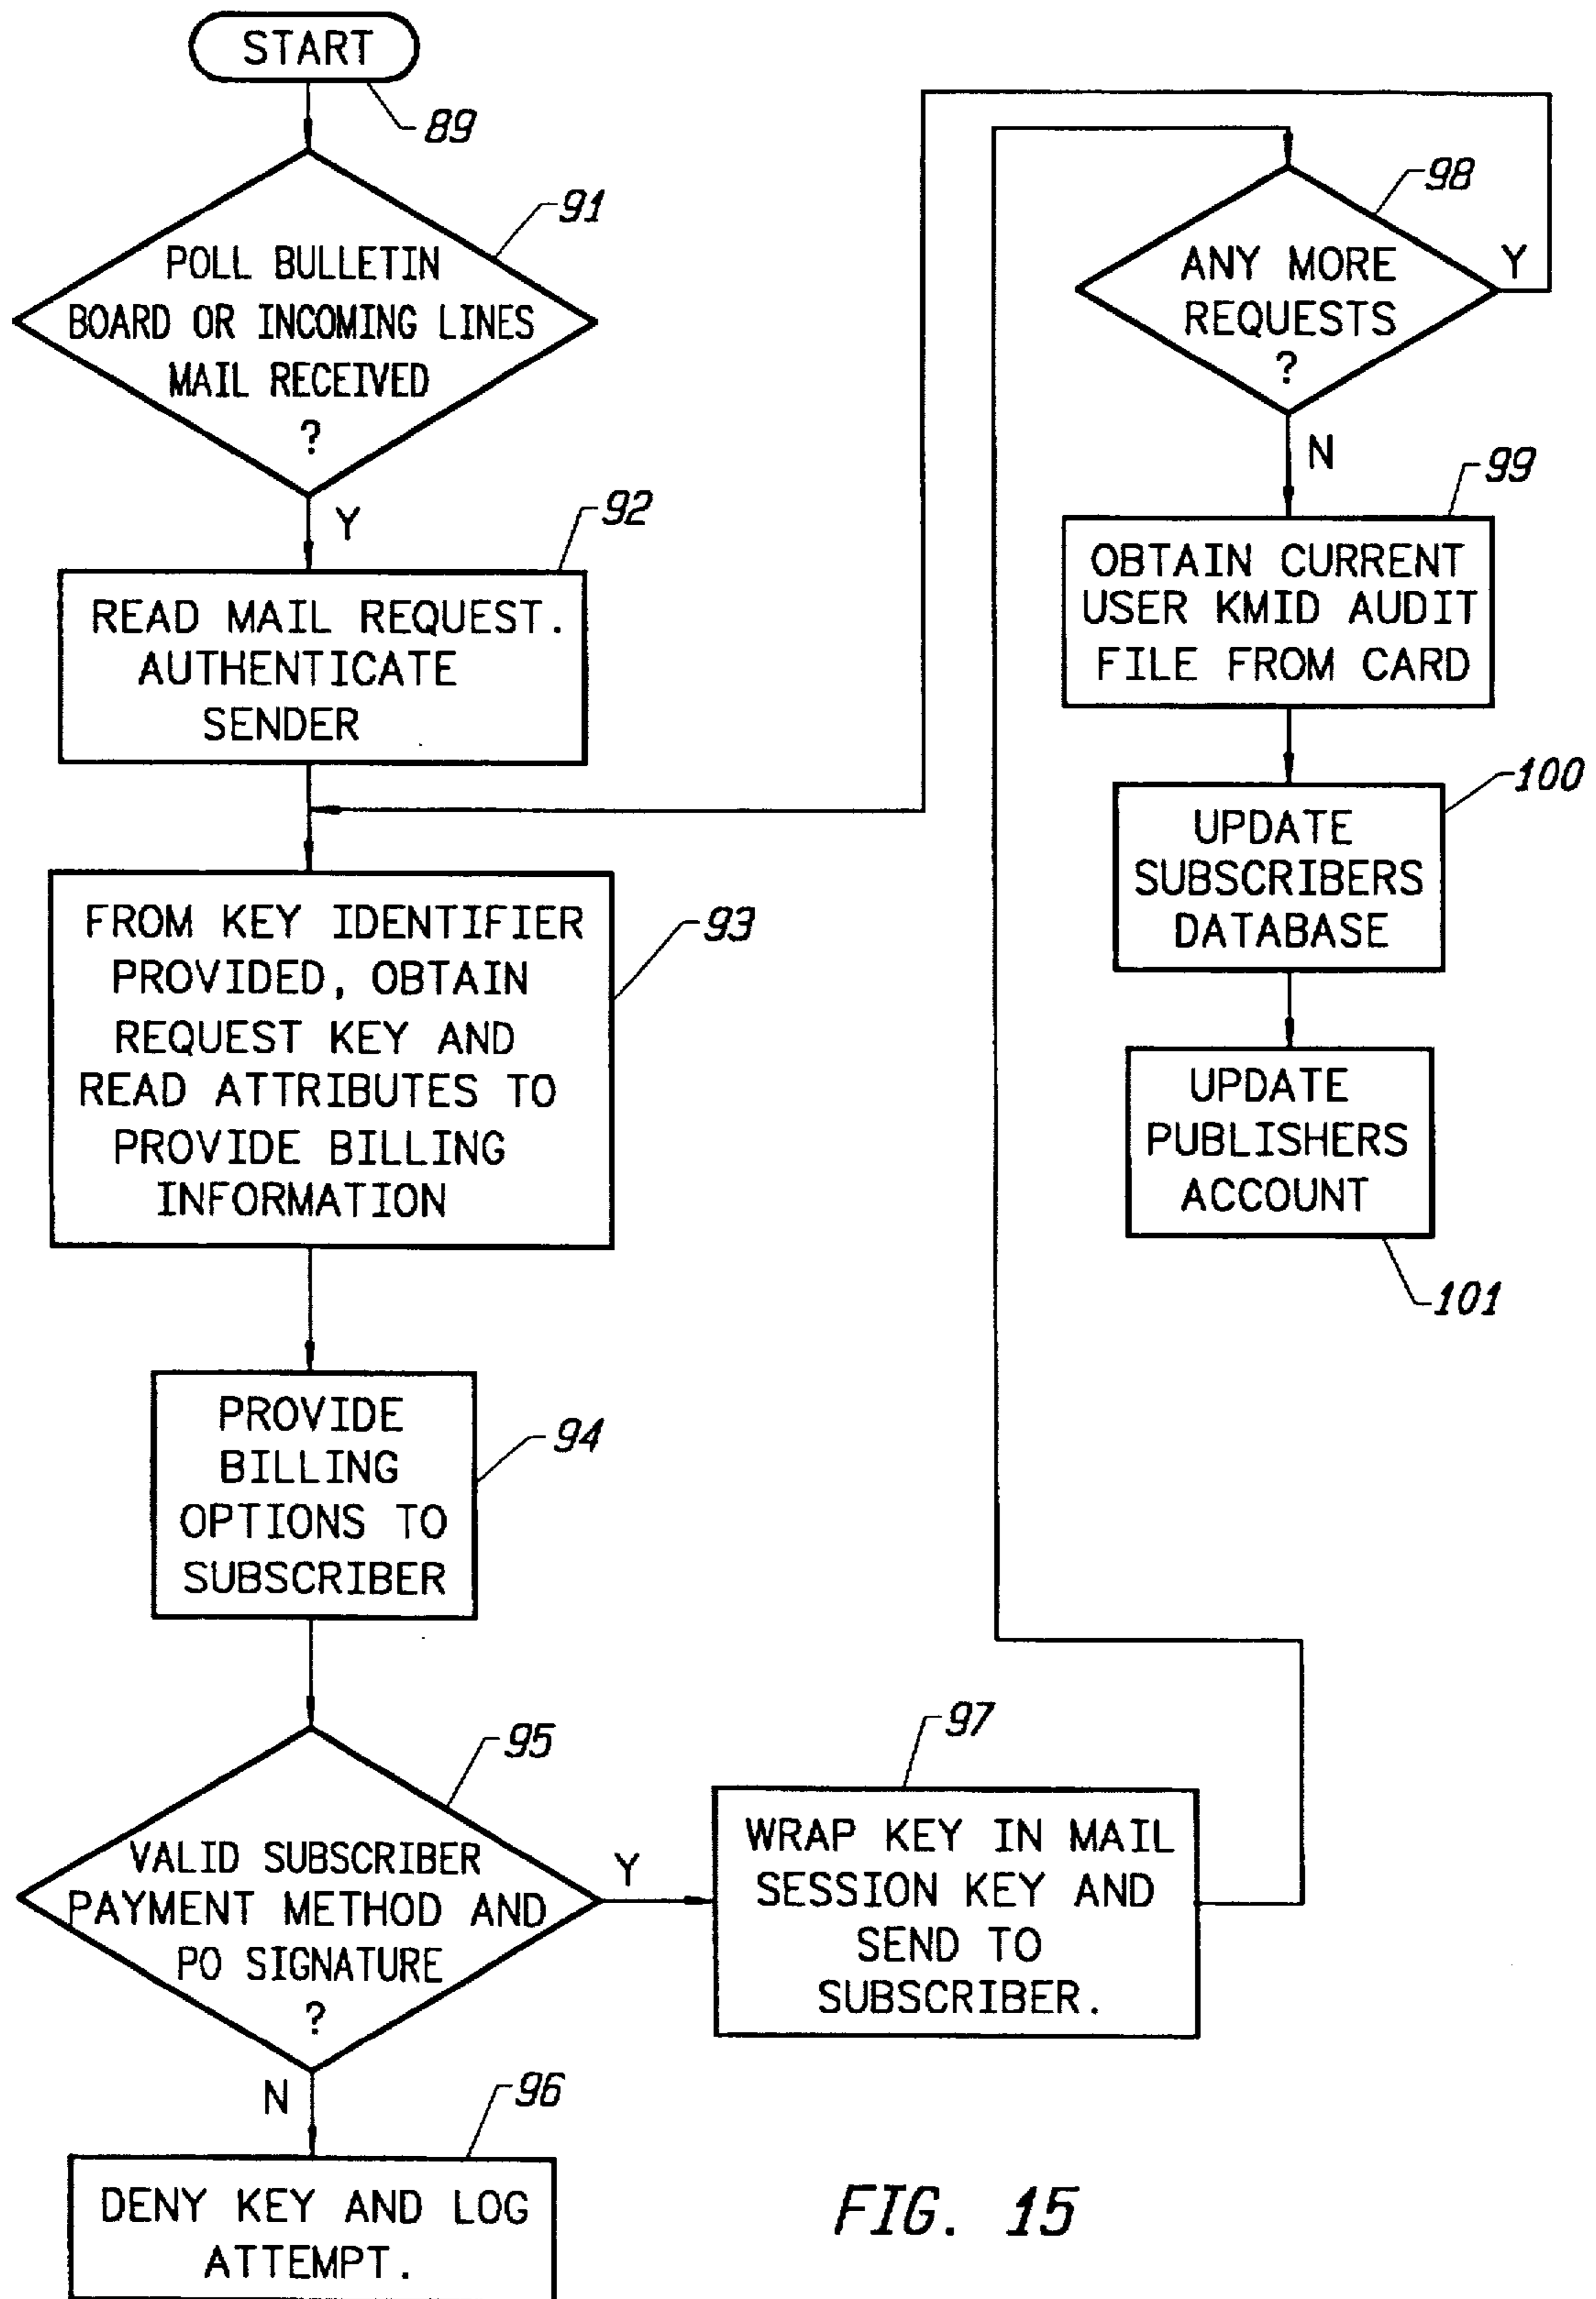 START
89
91
POLL BULLETIN
BOARD OR INCOMING LINES
MAIL RECEIVED
?
Y
92
READ MAIL REQUEST.
AUTHENTICATE
SENDER
93
FROM KEY IDENTIFIER
PROVIDED, OBTAIN
REQUEST KEY AND
READ ATTRIBUTES TO
PROVIDE BILLING
INFORMATION
94
PROVIDE
BILLING
OPTIONS TO
SUBSCRIBER
95
VALID SUBSCRIBER
PAYMENT METHOD AND
PO SIGNATURE
?
Y
N
96
DENY KEY AND LOG
ATTEMPT.
97
WRAP KEY IN MAIL
SESSION KEY AND
SEND TO
SUBSCRIBER.
98
ANY MORE
REQUESTS
?
Y
N
99
OBTAIN CURRENT
USER KMID AUDIT
FILE FROM CARD
100
UPDATE
SUBSCRIBERS
DATABASE
UPDATE
PUBLISHERS
ACCOUNT
101
FIG. 15